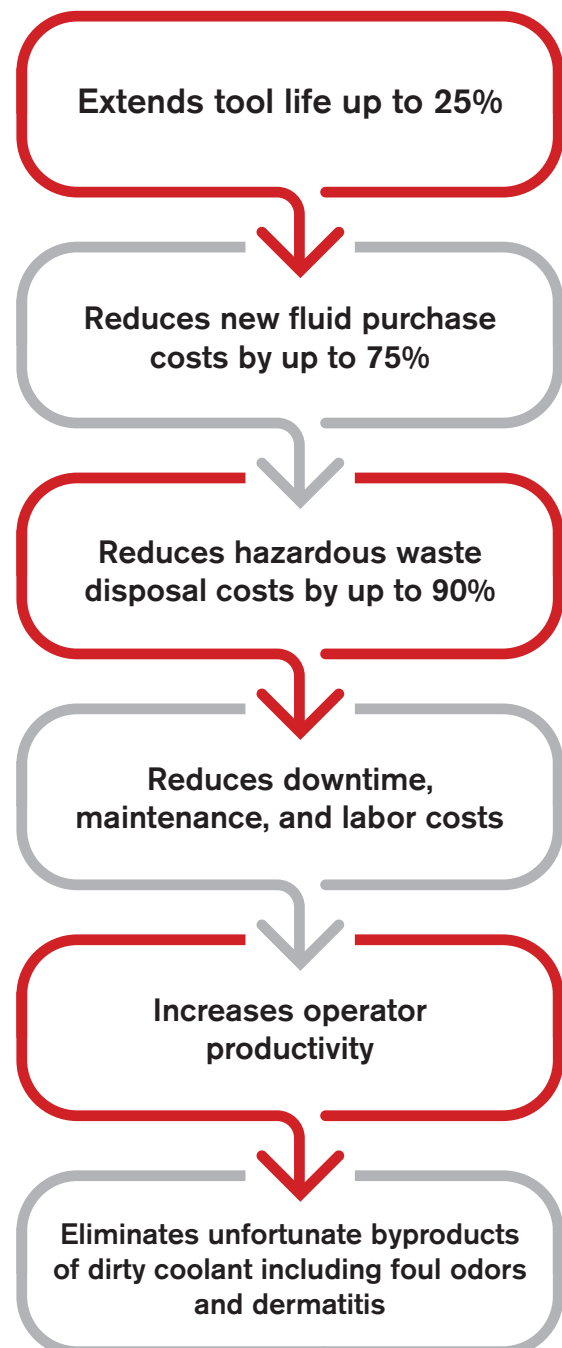 Extends tool life up to 25%
Reduces new fluid purchase
costs by up to 75%
Reduces hazardous waste
disposal costs by up to 90%
Reduces downtime,
maintenance, and labor costs
Increases operator
productivity
Eliminates unfortunate byproducts
of dirty coolant including foul odors
and dermatitis